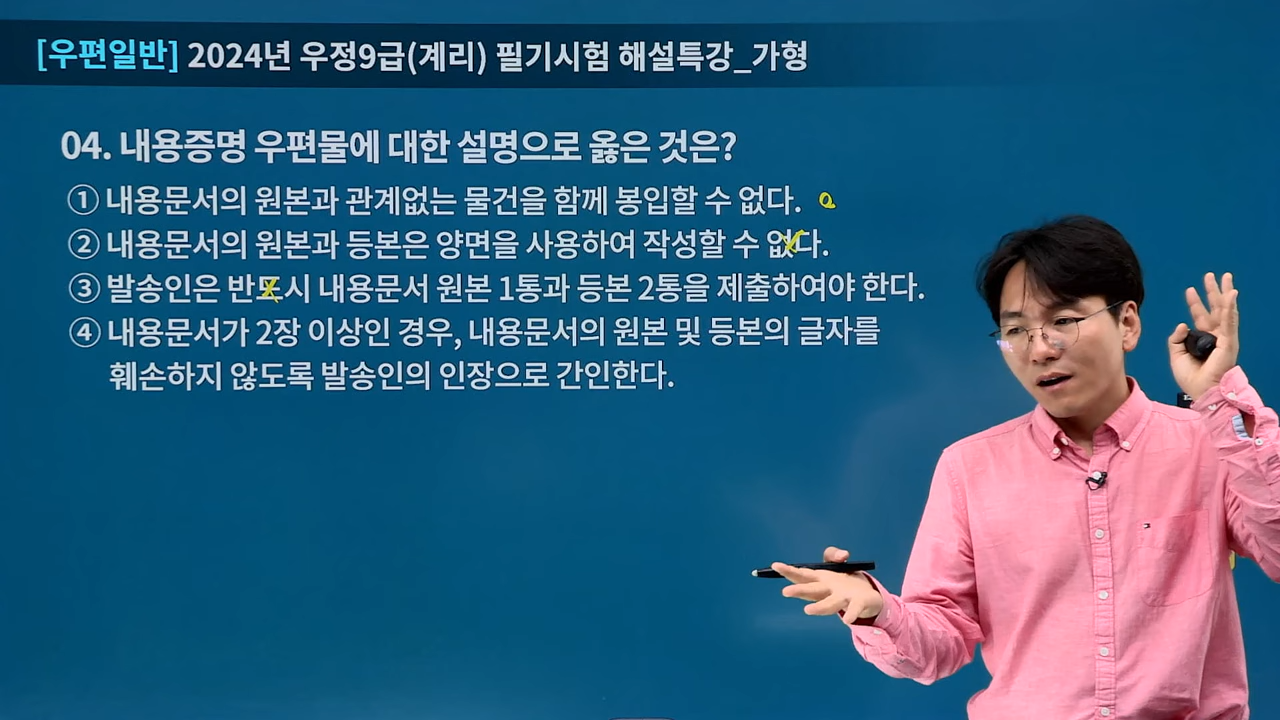 [우편일반] 2024년 우정9급(계리) 필기시험 해설특강_가형
04. 내용증명 우편물에 대한 설명으로 옳은 것은?
① 내용문서의 원본과 관계없는 물건을 함께 봉입할 수 없다.
② 내용문서의 원본과 등본은 양면을 사용하여 작성할 수 없다.
③ 발송인은 반드시 내용문서 원본 1통과 등본 2통을 제출하여야 한다.
④ 내용문서가 2장 이상인 경우, 내용문서의 원본 및 등본의 글자를
훼손하지 않도록 발송인의 인장으로 간인한다.